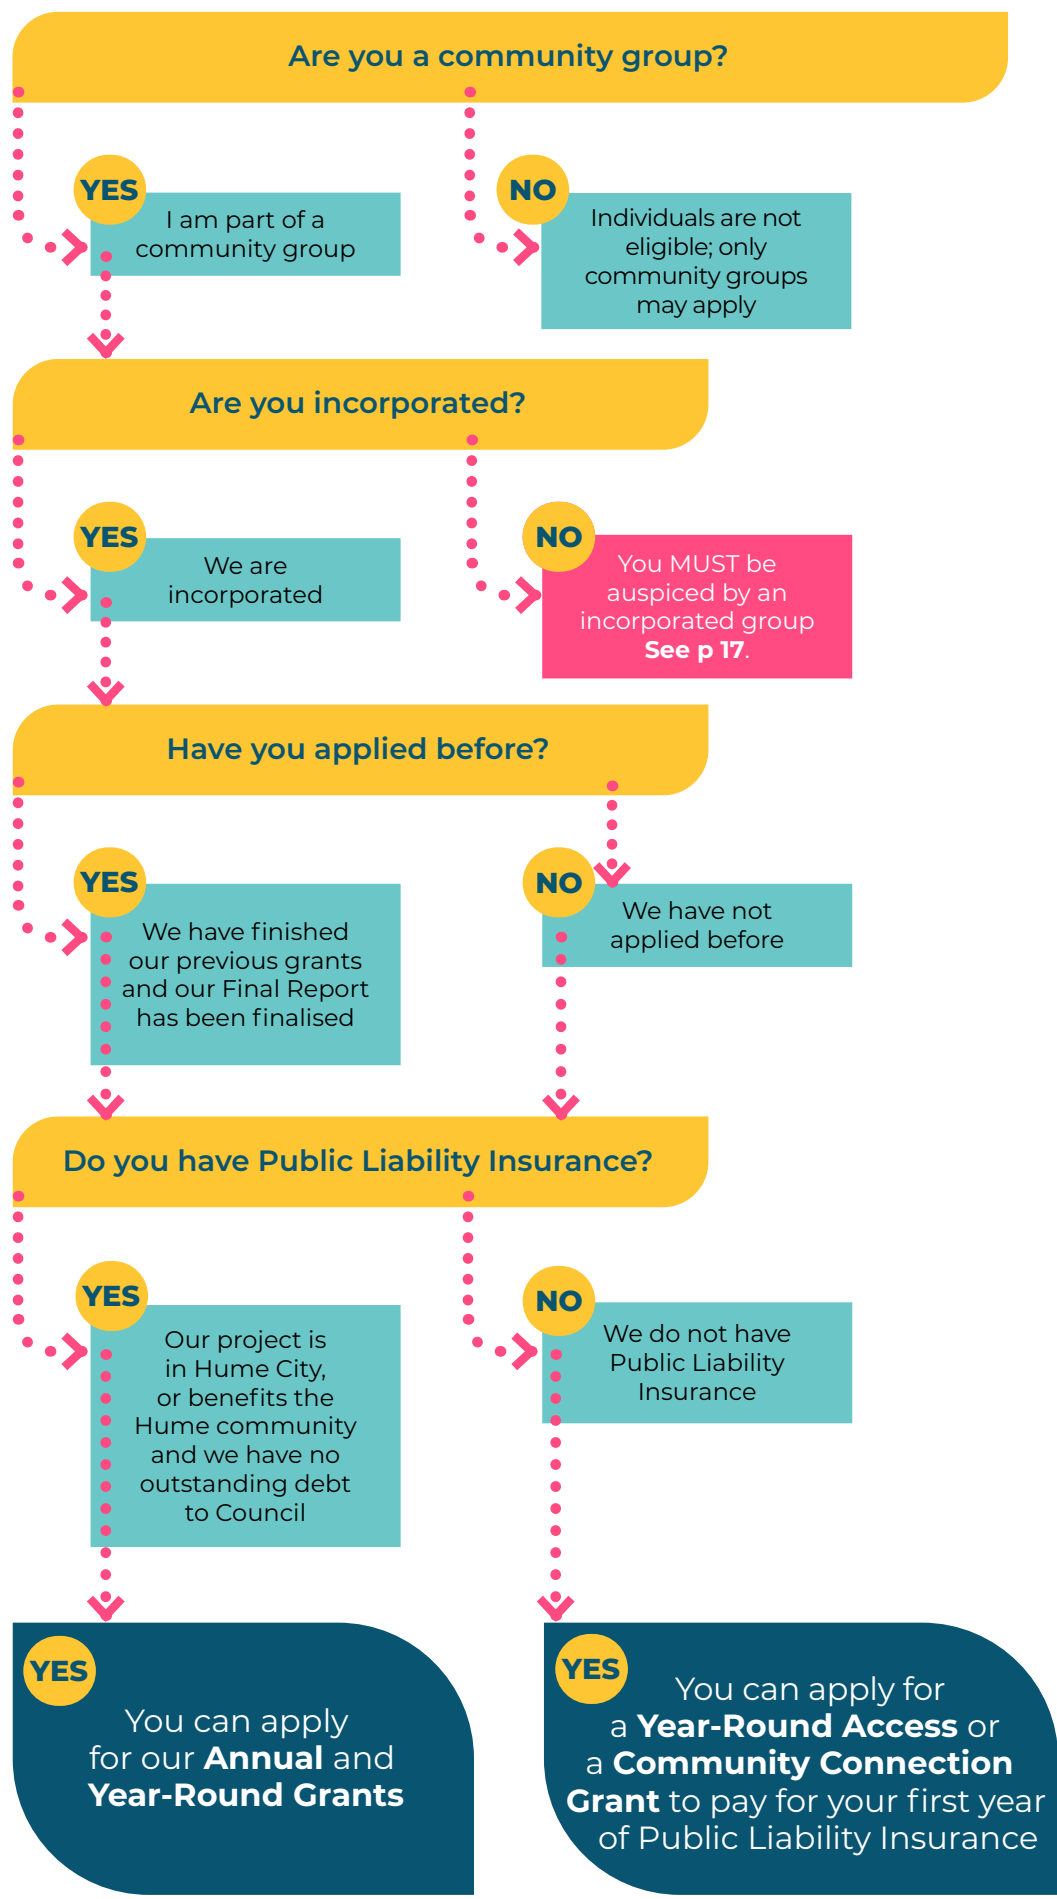 Are you a community group?
YES
I am part of a
community group
NO
Individuals are not
eligible; only
community groups
may apply
Are you incorporated?
YES
We are
incorporated
NO
You MUST be
auspiced by an
incorporated group
See p 17.
Have you applied before?
YES
We have finished
our previous grants
and our Final Report
has been finalised
NO
We have not
applied before
Do you have Public Liability Insurance?
YES
Our project is
in Hume City,
or benefits the
Hume community
and we have no
outstanding debt
to Council
NO
We do not have
Public Liability
Insurance
YES
You can apply
for our Annual and
Year-Round Grants
YES
You can apply for
a Year-Round Access or
a Community Connection
Grant to pay for your first year
of Public Liability Insurance